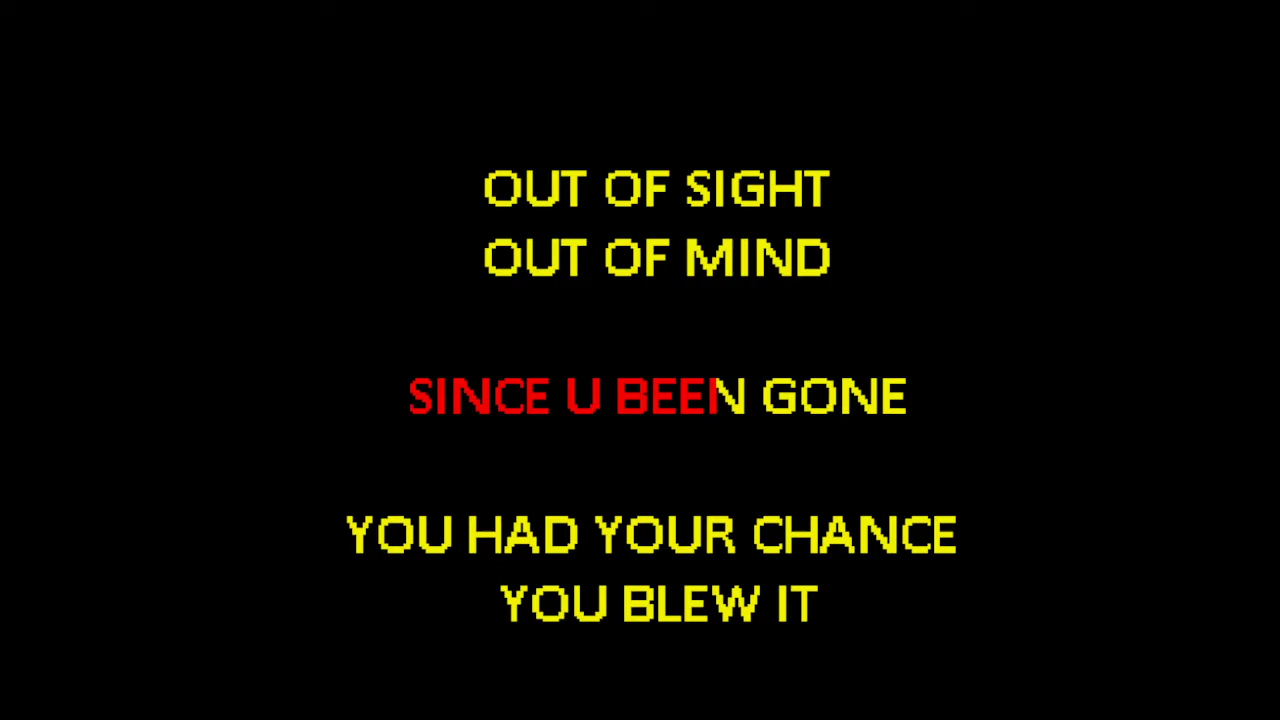 OUT OF SIGHT
OUT OF MIND
SINCE U BEEN GONE
YOU HAD YOUR CHANCE
YOU BLEW IT